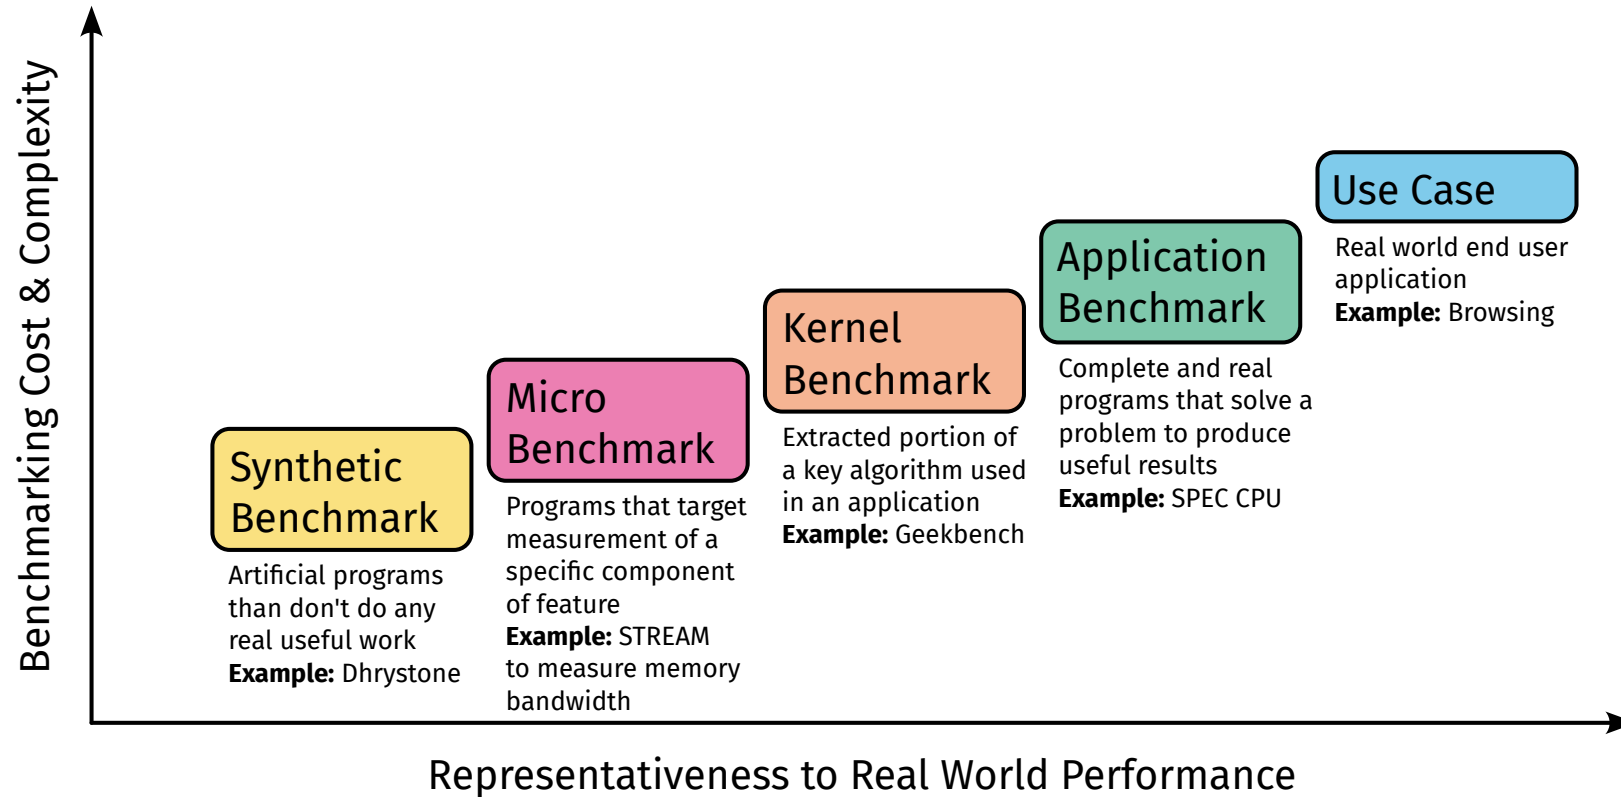 Benchmarking Cost & Complexity
Synthetic
Benchmark
Artificial programs
than don't do any
real useful work
Example: Dhrystone
Micro
Benchmark
Programs that target
measurement of a
specific component
of feature
Example: STREAM
to measure memory
bandwidth
Kernel
Benchmark
Extracted portion of
a key algorithm used
in an application
Example: Geekbench
Application
Benchmark
Complete and real
programs that solve a
problem to produce
useful results
Example: SPEC CPU
Use Case
Real world end user
application
Example: Browsing
Representativeness to Real World Performance